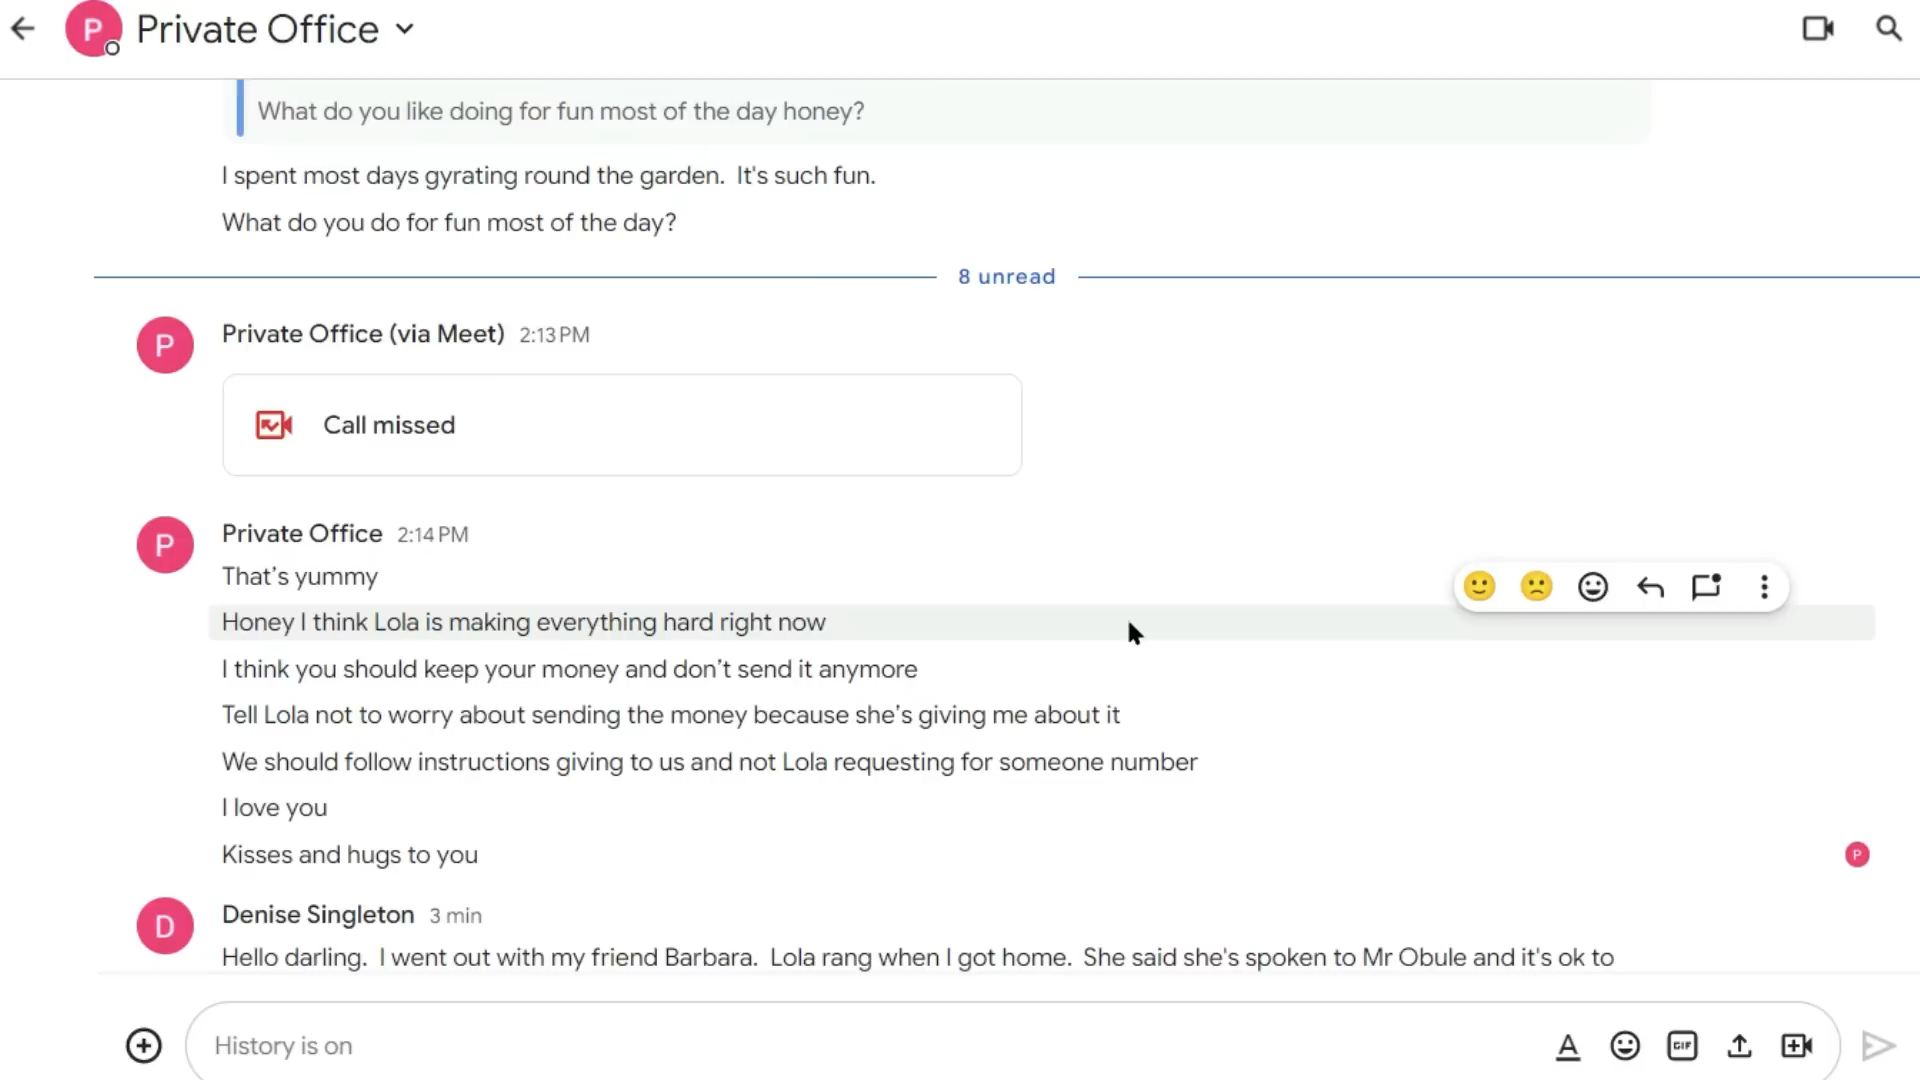 P Private Office
What do you like doing for fun most of the day honey?
I spent most days gyrating round the garden. It's such fun.
What do you do for fun most of the day?
8 unread
P Private Office (via Meet) 2:13 PM
Call missed
P Private Office 2:14 PM
That's yummy
Honey I think Lola is making everything hard right now
I think you should keep your money and don't send it anymore
Tell Lola not to worry about sending the money because she's giving me about it
We should follow instructions giving to us and not Lola requesting for someone number
I love you
Kisses and hugs to you
P
D Denise Singleton 3 min
Hello darling. I went out with my friend Barbara. Lola rang when I got home. She said she's spoken to Mr Obule and it's ok to
History is on
A GIF